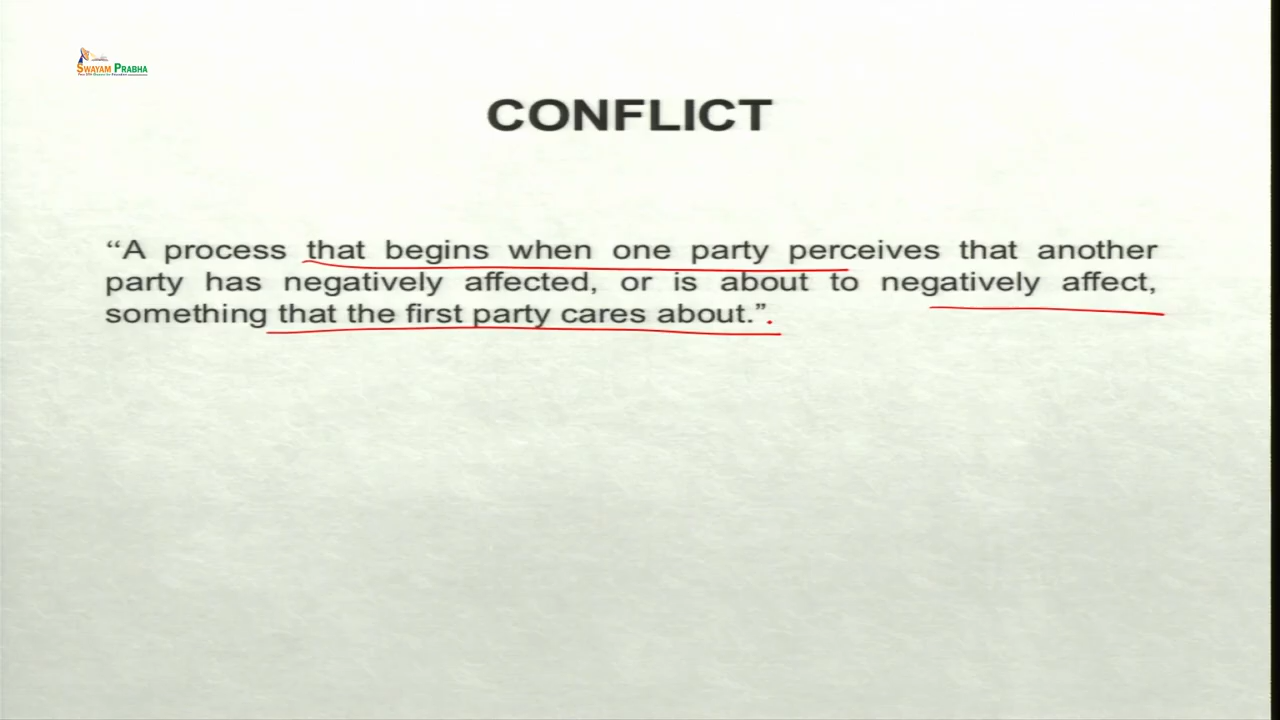 SWAYAM PRABHA
CONFLICT
“A process that begins when one party perceives that another
party has negatively affected, or is about to negatively affect,
something that the first party cares about.”